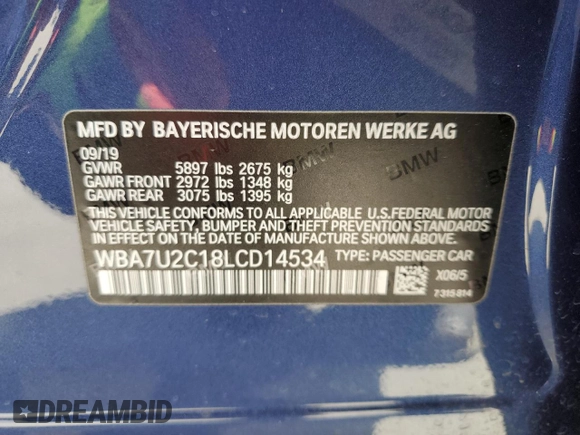 MFD BY BAYERISCHE MOTOREN WERKE AG
09/19
GVWR 5897 lbs 2675 kg
GAWR FRONT 2972 lbs 1348 kg
GAWR REAR 3075 lbs 1395 kg
THIS VEHICLE CONFORMS TO ALL APPLICABLE U.S.FEDERAL MOTOR
VEHICLE SAFETY, BUMPER, AND THEFT PREVENTION STANDARDS
IN EFFECT ON THE DATE OF MANUFACTURE SHOWN ABOVE.
WBA7U2C18LCD14534 TYPE: PASSENGER CAR
X06/5
7315814
BMW
DREAMBID